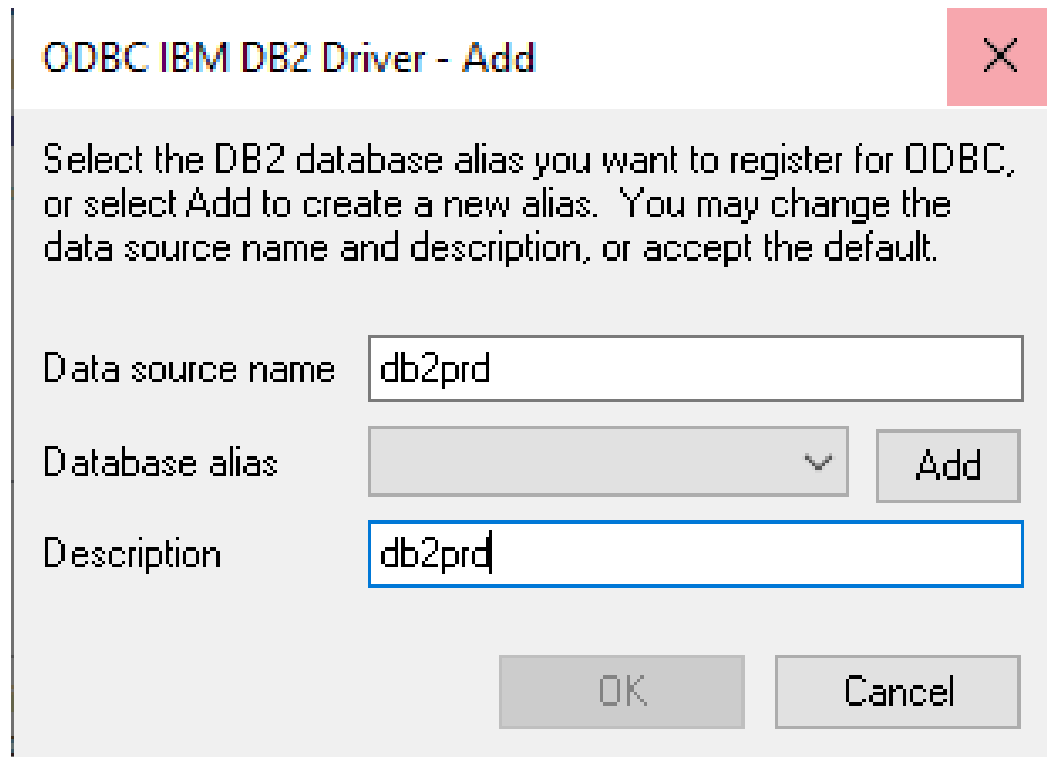 ODBC IBM DB2 Driver - Add
Select the DB2 database alias you want to register for ODBC,
or select Add to create a new alias.  You may change the
data source name and description, or accept the default.
Data source name db2prd
Database alias Add
Description db2prd
OK Cancel